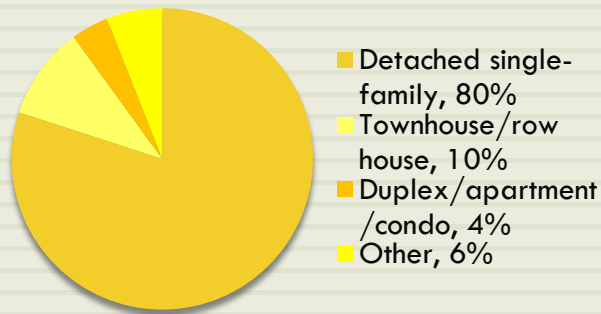 Detached single-
family, 80%
Townhouse/row
house, 10%
Duplex/apartment
/condo, 4%
Other, 6%